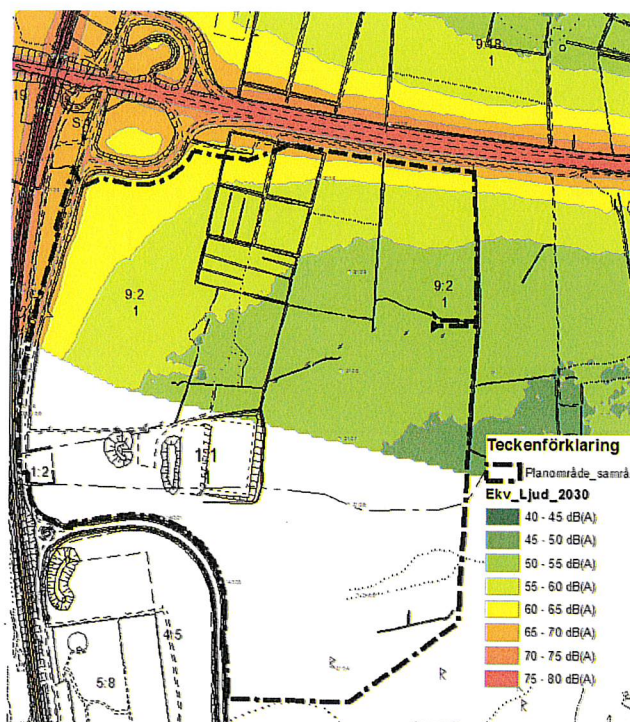 9:18
1
19
S:
9:2
1
9:2
1
1:1
1:2
4:5
5:8
Teckenförklaring
Planområde_samrå
Ekv_Ljud_2030
40 - 45 dB(A)
45 - 50 dB(A)
50 - 55 dB(A)
55 - 60 dB(A)
60 - 65 dB(A)
65 - 70 dB(A)
70 - 75 dB(A)
75 - 80 dB(A)